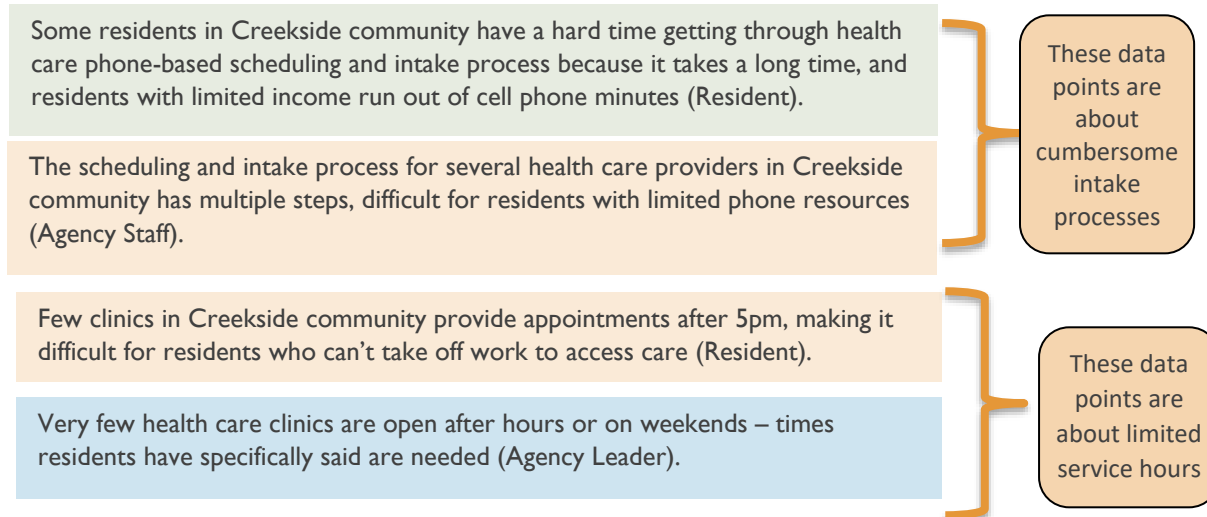 Some residents in Creekside community have a hard time getting through health
care phone-based scheduling and intake process because it takes a long time, and
residents with limited income run out of cell phone minutes (Resident).
The scheduling and intake process for several health care providers in Creekside
community has multiple steps, difficult for residents with limited phone resources
(Agency Staff).
These data
points are
about
cumbersome
intake
processes
Few clinics in Creekside community provide appointments after 5pm, making it
difficult for residents who can’t take off work to access care (Resident).
Very few health care clinics are open after hours or on weekends – times
residents have specifically said are needed (Agency Leader).
These data
points are
about limited
service hours